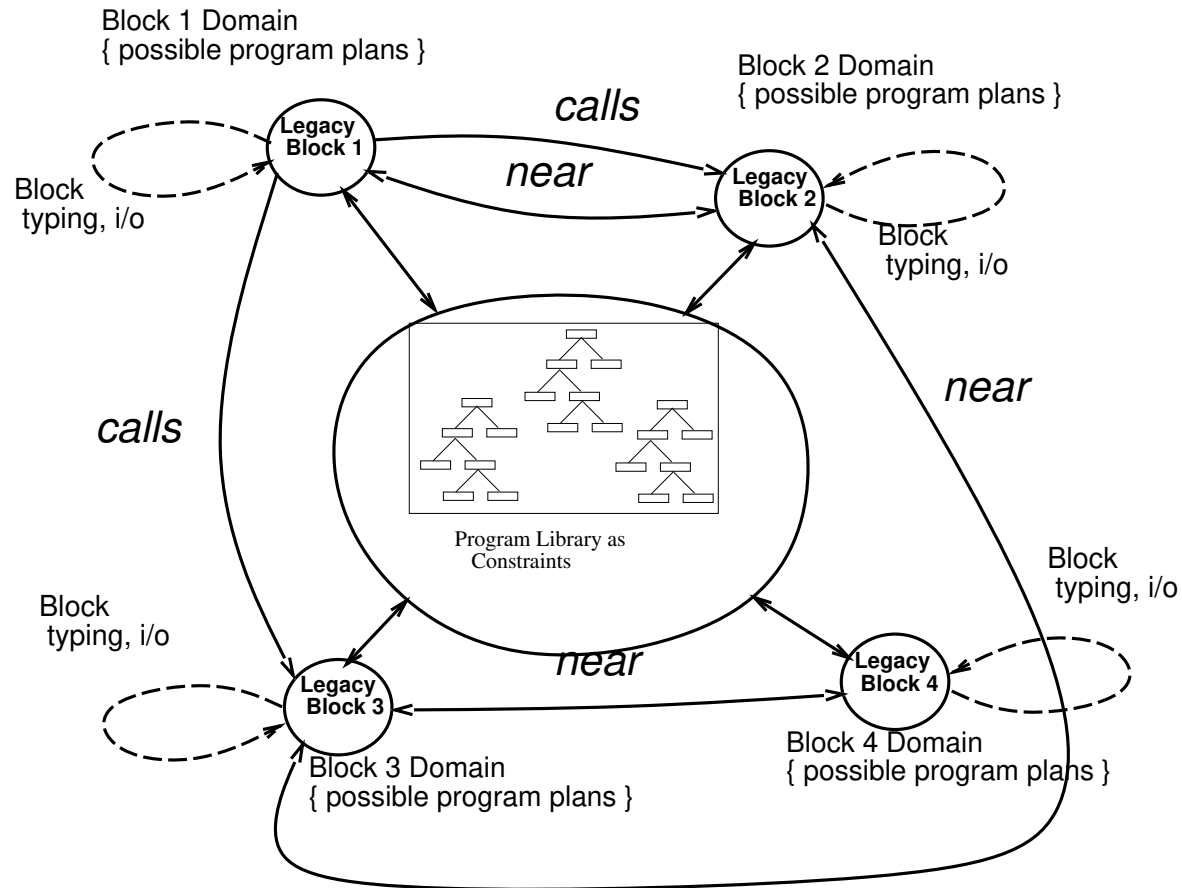 Block 1 Domain
{ possible program plans }
Block 2 Domain
{ possible program plans }
calls
Legacy
Block 1
near
Legacy
Block 2
Block
typing, i/o
Block
typing, i/o
near
calls
Program Library as
Constraints
Block
typing, i/o
Block
typing, i/o
near
Legacy
Block 3
Legacy
Block 4
Block 3 Domain
{ possible program plans }
Block 4 Domain
{ possible program plans }